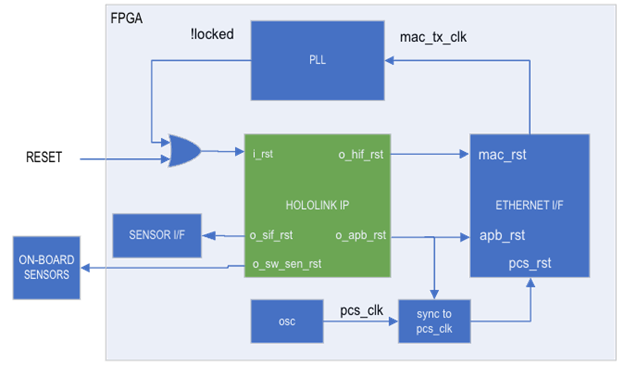 FPGA
!locked
PLL
mac_tx_clk
RESET
i_rst
o_hif_rst
mac_rst
HOLOLINK IP
ETHERNET I/F
SENSOR I/F
o_sif_rst
o_apb_rst
apb_rst
ON-BOARD
SENSORS
o_sw_sen_rst
pcs_rst
osc
pcs_clk
sync to
pcs_clk